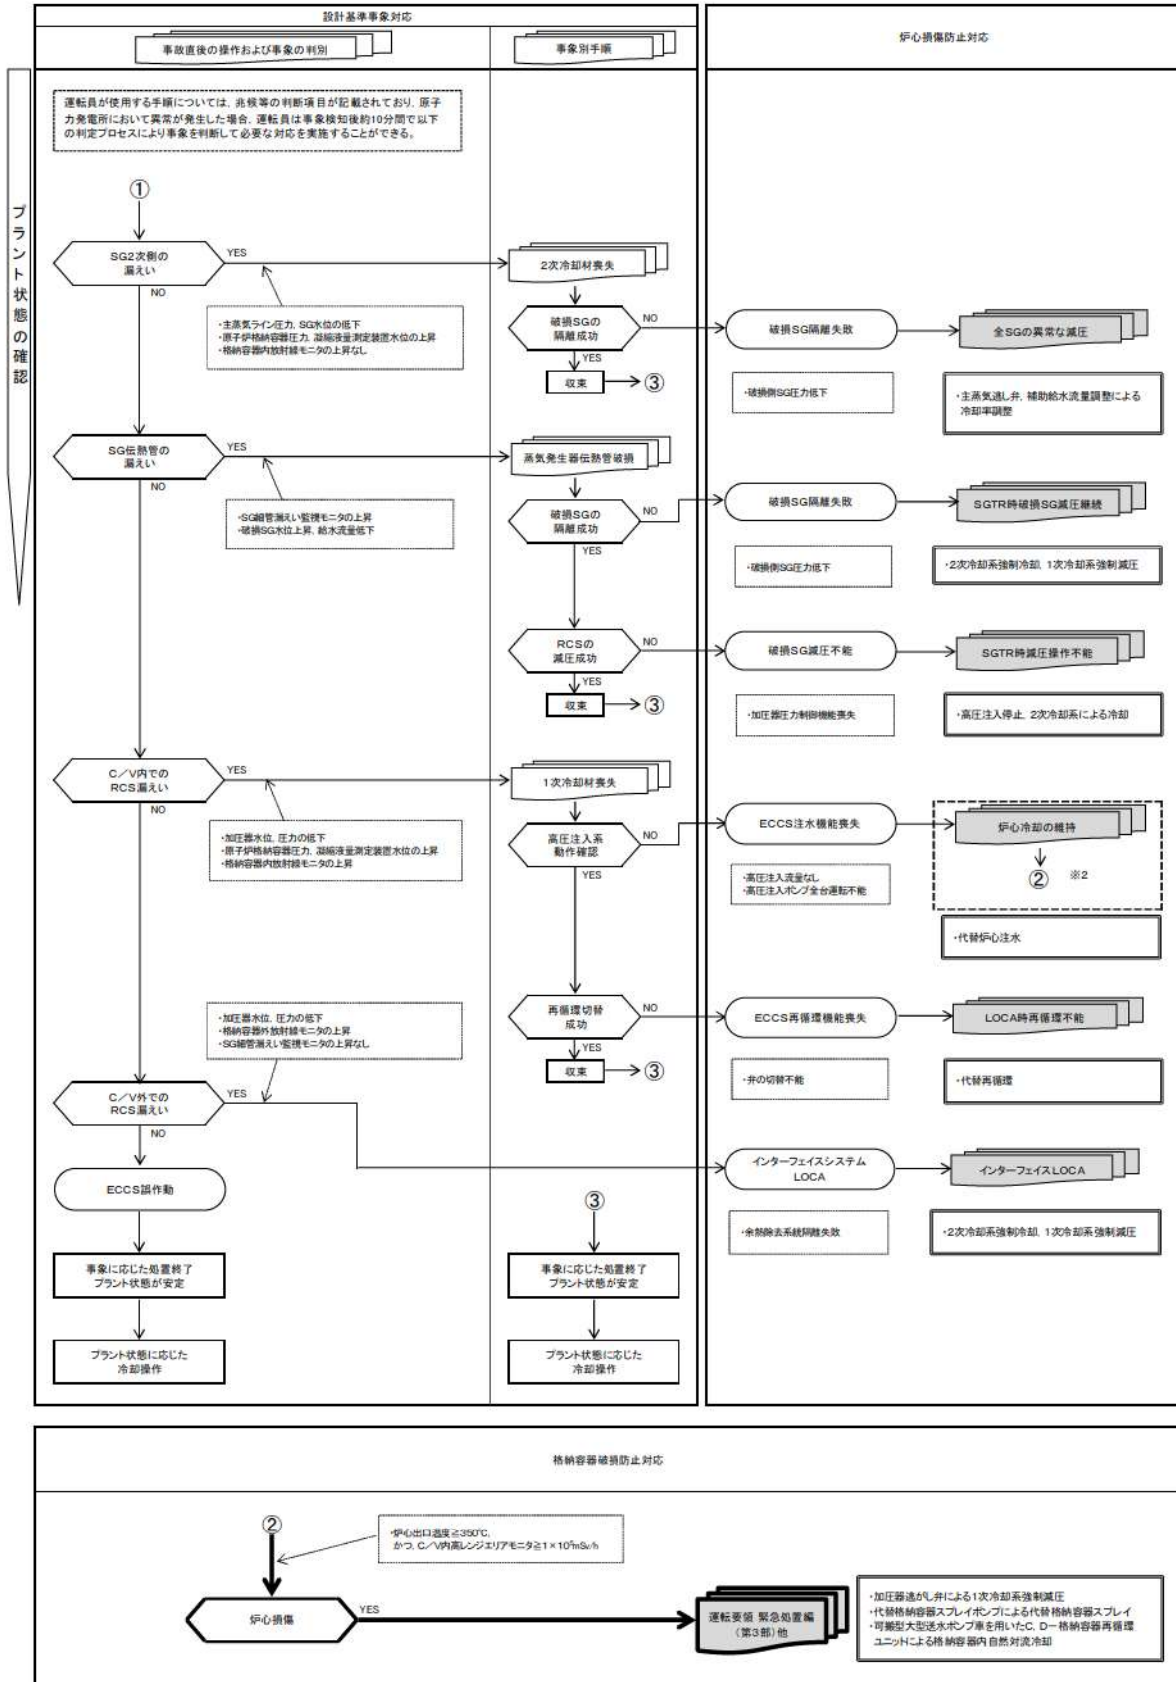 設計基準事象対応
事故直後の操作および事象の判別
事象別手順
炉心損傷防止対応
プラント状態の確認
運転員が使用する手順については、兆候等の判断項目が記載されており、原子
力発電所において異常が発生した場合、運転員は事象検知後約10分間で以下
の判定プロセスにより事象を判断して必要な対応を実施することができる。
①
SG2次側の
漏えい
YES
NO
・主蒸気ライン圧力、SG水位の低下
・原子炉格納容器圧力、凝縮液量測定装置水位の上昇
・格納容器内放射線モニタの上昇なし
2次冷却材喪失
破損SGの
隔離成功
NO
YES
収束
③
破損SG隔離失敗
・破損側SG圧力低下
全SGの異常な減圧
・主蒸気逃し弁、補助給水流量調整による
冷却率調整
SG伝熱管の
漏えい
YES
NO
・SG細管漏えい監視モニタの上昇
・破損SG水位上昇、給水流量低下
蒸気発生器伝熱管破損
破損SGの
隔離成功
NO
YES
破損SG隔離失敗
・破損側SG圧力低下
SGTR時破損SG減圧継続
・2次冷却系強制冷却、1次冷却系強制減圧
RCSの
減圧成功
NO
YES
収束
③
破損SG減圧不能
・加圧器圧力制御機能喪失
SGTR時減圧操作不能
・高圧注入停止、2次冷却系による冷却
C/V内での
RCS漏えい
YES
NO
・加圧器水位、圧力の低下
・原子炉格納容器圧力、凝縮液量測定装置水位の上昇
・格納容器内放射線モニタの上昇
1次冷却材喪失
高圧注入系
動作確認
NO
YES
ECCS注水機能喪失
・高圧注入流量なし
・高圧注入ポンプ全台運転不能
炉心冷却の維持
② ※2
・代替炉心注水
・加圧器水位、圧力の低下
・格納容器外放射線モニタの上昇
・SG細管漏えい監視モニタの上昇なし
再循環切替
成功
NO
YES
収束
③
ECCS再循環機能喪失
・弁の切替不能
LOCA時再循環不能
・代替再循環
C/V外での
RCS漏えい
YES
NO
インターフェイスシステム
LOCA
・余熱除去系統隔離失敗
インターフェイスLOCA
・2次冷却系強制冷却、1次冷却系強制減圧
ECCS誤作動
事象に応じた処置終了
プラント状態が安定
プラント状態に応じた
冷却操作
③
事象に応じた処置終了
プラント状態が安定
プラント状態に応じた
冷却操作
格納容器破損防止対応
②
・炉心出口温度≧350℃、
かつ、C/V内高レンジエリアモニタ≧1×10⁵mSv/h
炉心損傷
YES
運転要領 緊急処置編
(第3部)他
・加圧器逃がし弁による1次冷却系強制減圧
・代替格納容器スプレイポンプによる代替格納容器スプレイ
・可搬型大型送水ポンプ車を用いたC、D-格納容器再循環
ユニットによる格納容器内自然対流冷却